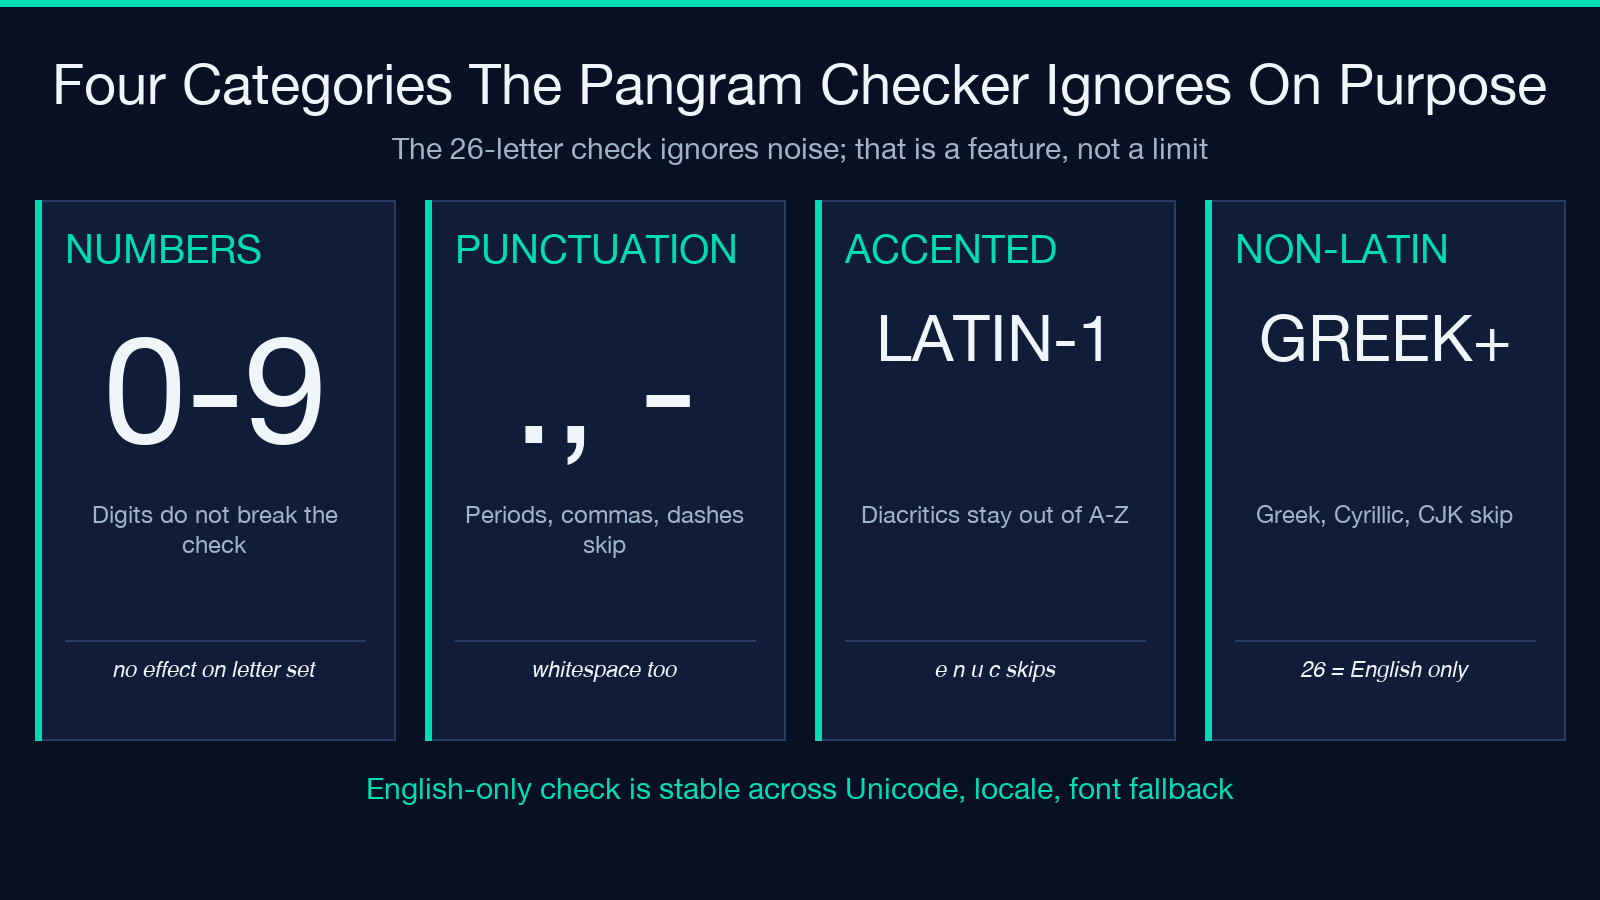 Four Categories The Pangram Checker Ignores On Purpose
The 26-letter check ignores noise; that is a feature, not a limit
NUMBERS
0-9
Digits do not break the
check
no effect on letter set
PUNCTUATION
., -
Periods, commas, dashes
skip
whitespace too
ACCENTED
LATIN-1
Diacritics stay out of A-Z
e n u c skips
NON-LATIN
GREEK+
Greek, Cyrillic, CJK skip
26 = English only
English-only check is stable across Unicode, locale, font fallback